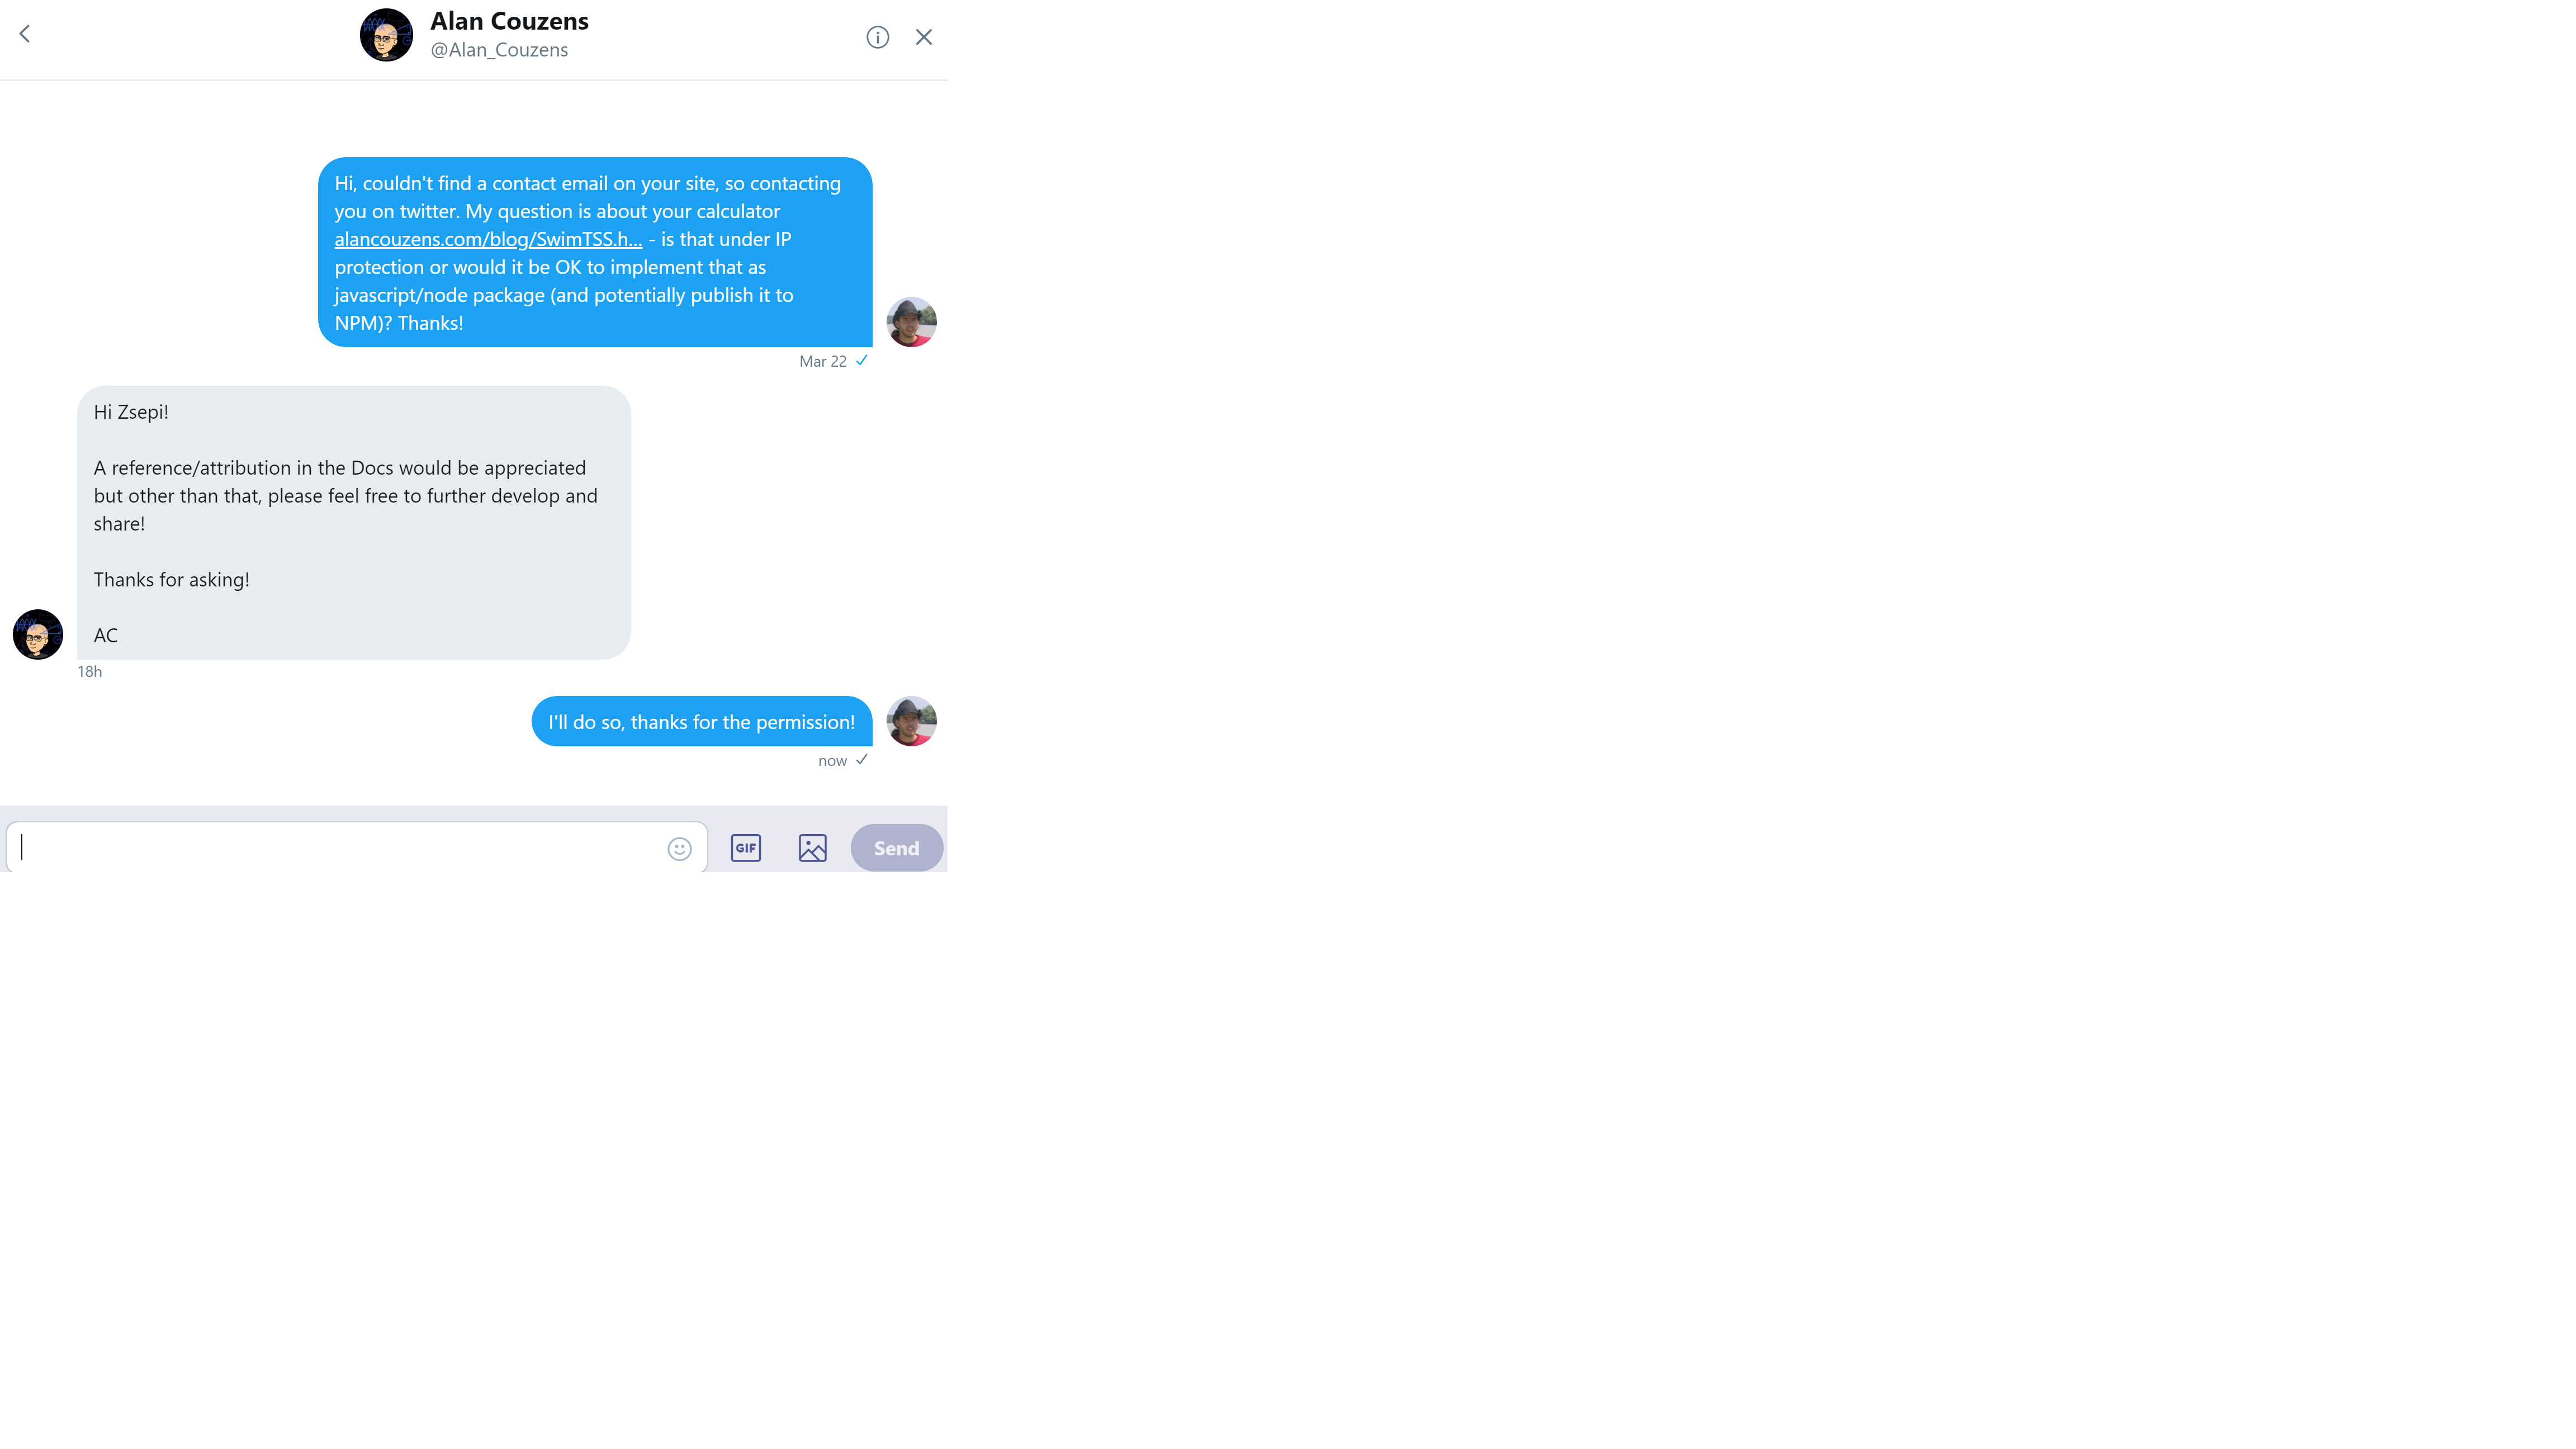 Alan Couzens
@Alan_Couzens
Hi, couldn't find a contact email on your site, so contacting
you on twitter. My question is about your calculator
alancouzens.com/blog/SwimTSS.h... - is that under IP
protection or would it be OK to implement that as
javascript/node package (and potentially publish it to
NPM)? Thanks!
Mar 22
Hi Zsepi!
A reference/attribution in the Docs would be appreciated
but other than that, please feel free to further develop and
share!
Thanks for asking!
AC
18h
I'll do so, thanks for the permission!
now
GIF
Send